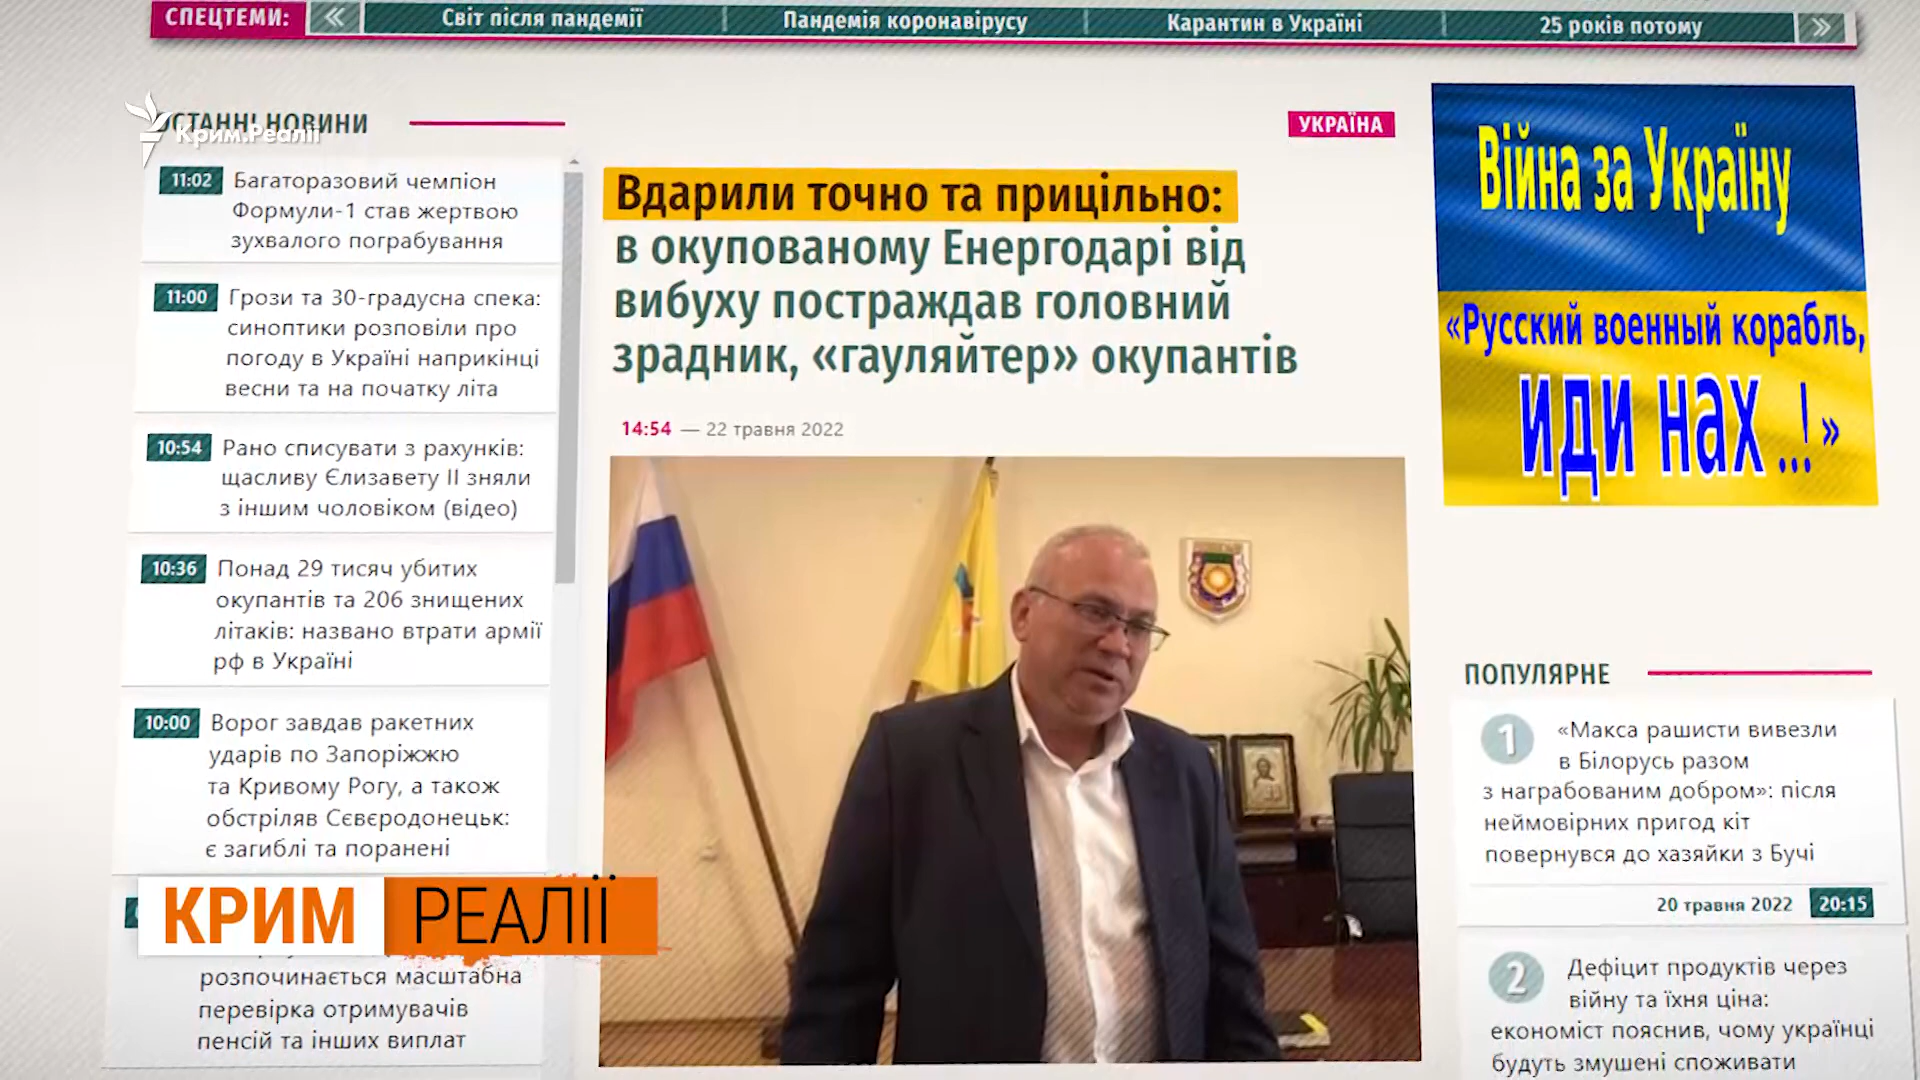 СПЕЦТЕМИ:
Світ після пандемії
Пандемія коронавірусу
Карантин в Україні
25 років потому
ОСТАННІ НОВИНИ
Крим.Реалії
11:02 Багаторазовий чемпіон
Формули-1 став жертвою
зухвалого пограбування
11:00 Грози та 30-градусна спека:
синоптики розповіли про
погоду в Україні наприкінці
весни та на початку літа
10:54 Рано списувати з рахунків:
щасливу Єлизавету II зняли
з іншим чоловіком (відео)
10:36 Понад 29 тисяч убитих
окупантів та 206 знищених
літаків: названо втрати армії
рф в Україні
10:00 Ворог завдав ракетних
ударів по Запоріжжю
та Кривому Рогу, а також
обстріляв Сєвєродонецьк:
є загиблі та поранені
КРИМ РЕАЛІЇ
розпочинається масштабна
перевірка отримувачів
пенсій та інших виплат
УКРАЇНА
Вдарили точно та прицільно:
в окупованому Енергодарі від
вибуху постраждав головний
зрадник, «гауляйтер» окупантів
14:54 — 22 травня 2022
Війна за Україну
«Русский военный корабль,
иди нах...!»
ПОПУЛЯРНЕ
1 «Макса рашисти вивезли
в Білорусь разом
з награбованим добром»: після
неймовірних пригод кіт
повернувся до хазяйки з Бучі
20 травня 2022 20:15
2 Дефіцит продуктів через
війну та їхня ціна:
економіст пояснив, чому українці
будуть змушені споживати